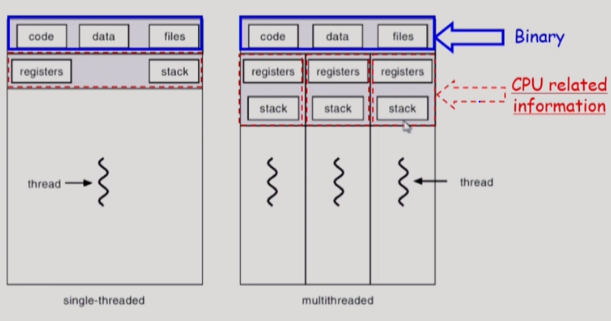 code data files
registers stack
thread
single-threaded
code data files
registers registers registers
stack stack stack
thread
multithreaded
Binary
CPU related
information